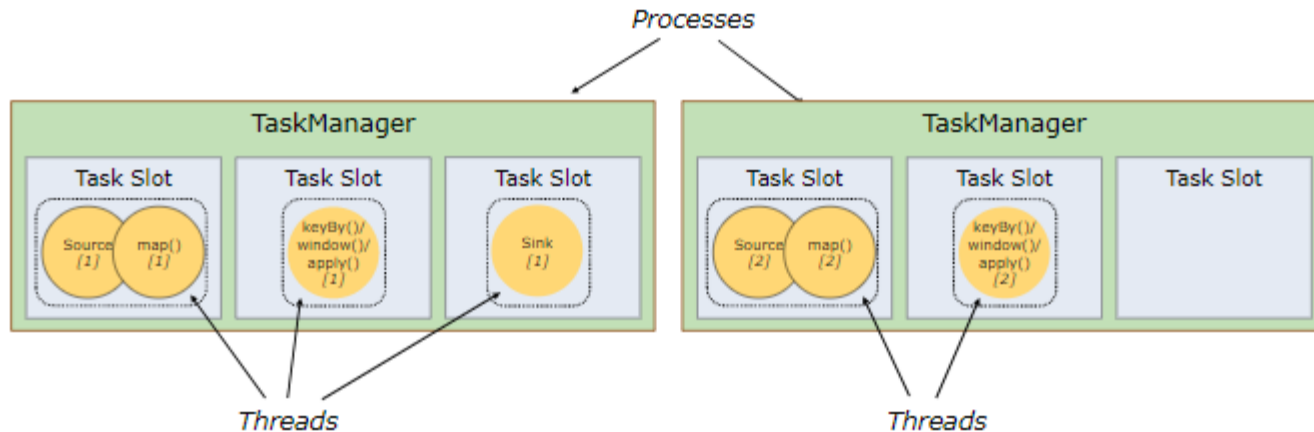 Processes
TaskManager
Task Slot
Task Slot
Task Slot
Source
[1]
map()
[1]
keyBy()/
window()/
apply()
[1]
Sink
[1]
Threads
TaskManager
Task Slot
Task Slot
Task Slot
Source
[2]
map()
[2]
keyBy()/
window()/
apply()
[2]
Threads